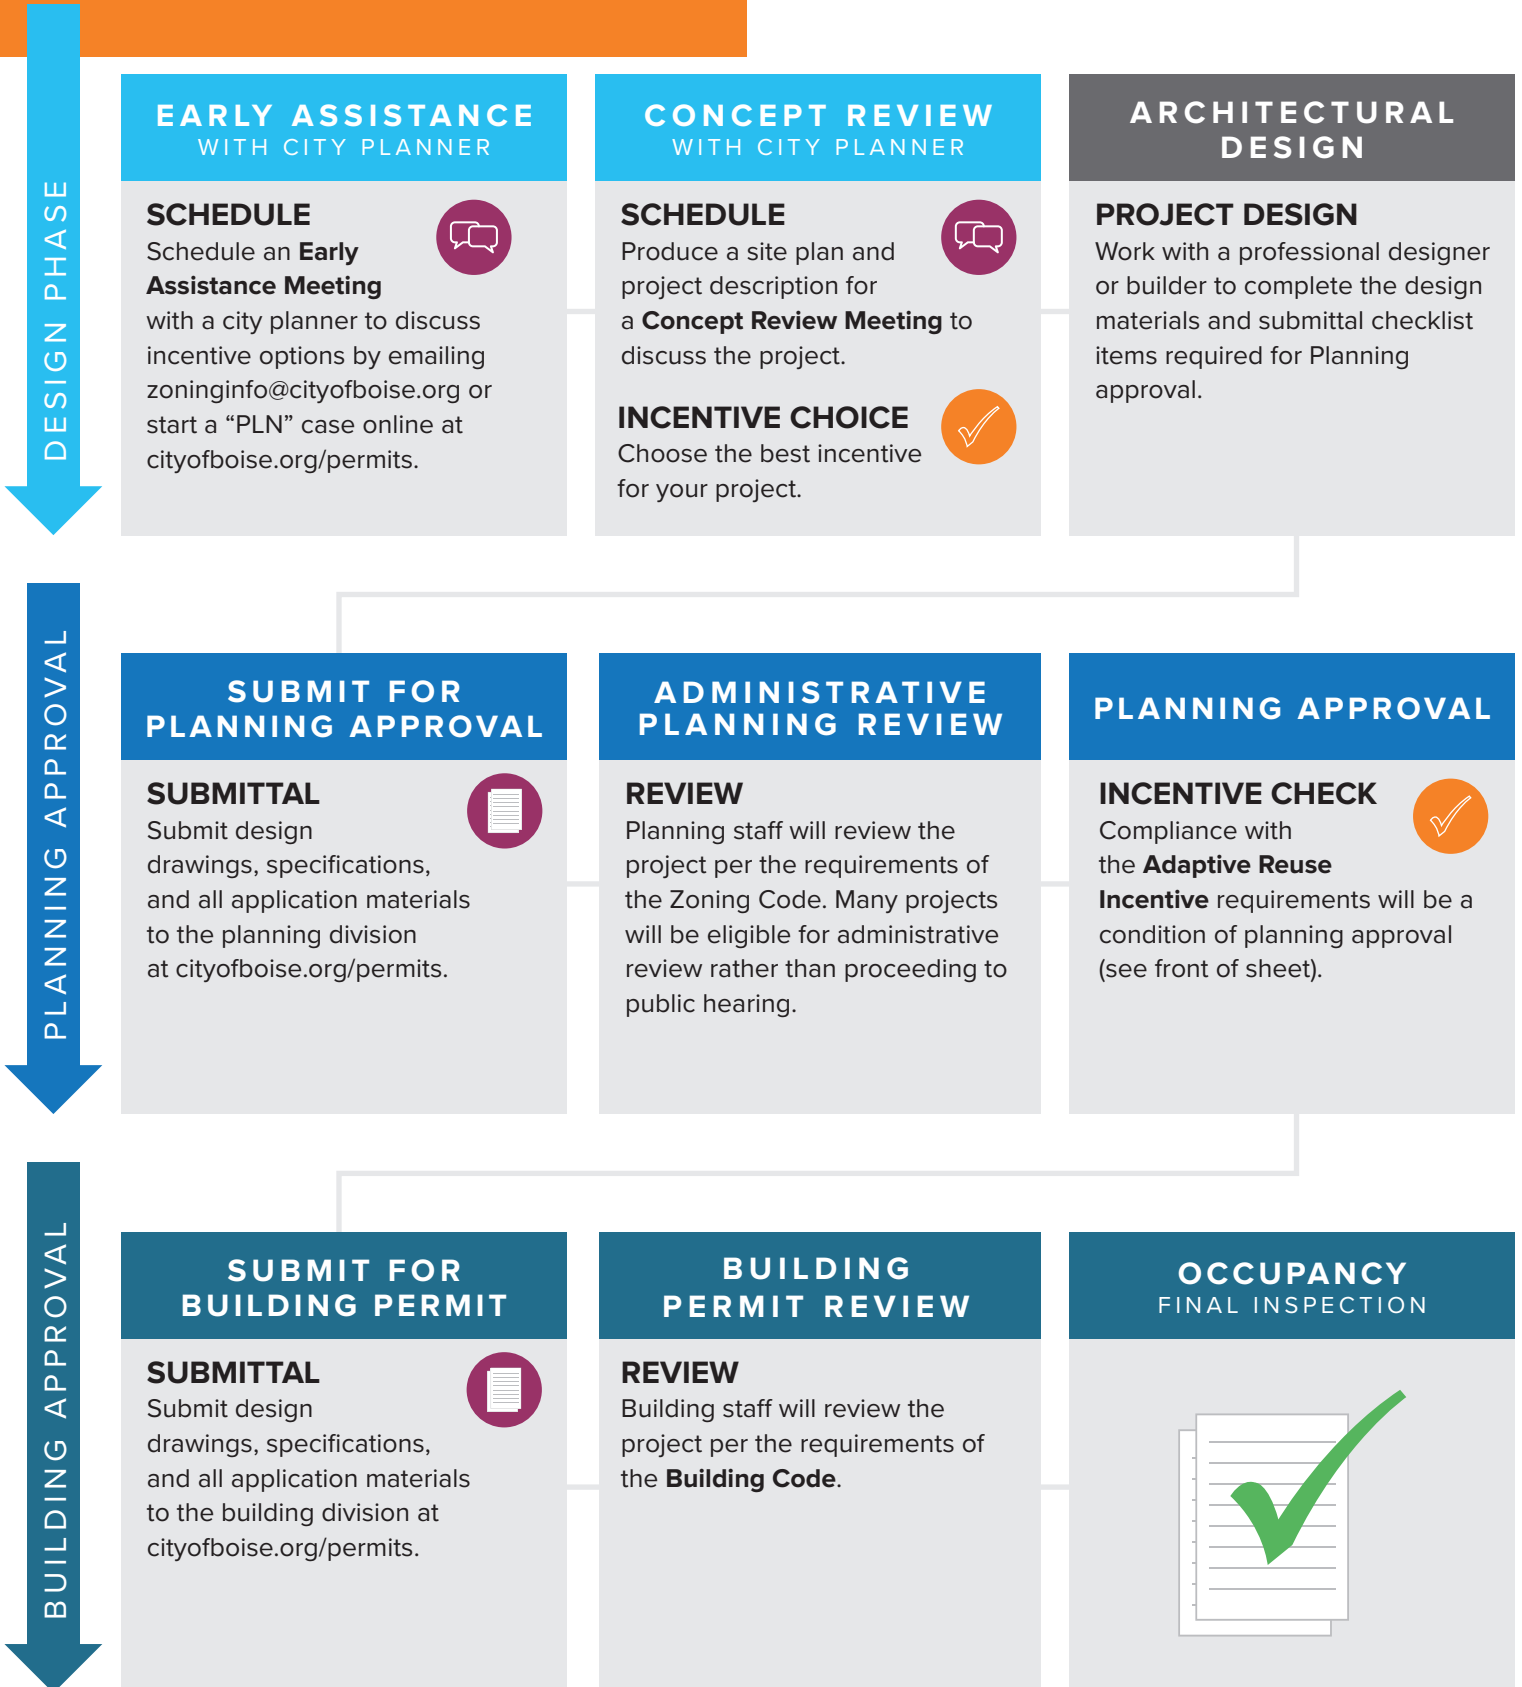 DESIGN PHASE
EARLY ASSISTANCE
WITH CITY PLANNER
SCHEDULE
Schedule an Early
Assistance Meeting
with a city planner to discuss
incentive options by emailing
zoninginfo@cityofboise.org or
start a “PLN” case online at
cityofboise.org/permits.
CONCEPT REVIEW
WITH CITY PLANNER
SCHEDULE
Produce a site plan and
project description for
a Concept Review Meeting to
discuss the project.
INCENTIVE CHOICE
Choose the best incentive
for your project.
ARCHITECTURAL
DESIGN
PROJECT DESIGN
Work with a professional designer
or builder to complete the design
materials and submittal checklist
items required for Planning
approval.
PLANNING APPROVAL
SUBMIT FOR
PLANNING APPROVAL
SUBMITTAL
Submit design
drawings, specifications,
and all application materials
to the planning division
at cityofboise.org/permits.
ADMINISTRATIVE
PLANNING REVIEW
REVIEW
Planning staff will review the
project per the requirements of
the Zoning Code. Many projects
will be eligible for administrative
review rather than proceeding to
public hearing.
PLANNING APPROVAL
INCENTIVE CHECK
Compliance with
the Adaptive Reuse
Incentive requirements will be a
condition of planning approval
(see front of sheet).
BUILDING APPROVAL
SUBMIT FOR
BUILDING PERMIT
SUBMITTAL
Submit design
drawings, specifications,
and all application materials
to the building division at
cityofboise.org/permits.
BUILDING
PERMIT REVIEW
REVIEW
Building staff will review the
project per the requirements of
the Building Code.
OCCUPANCY
FINAL INSPECTION